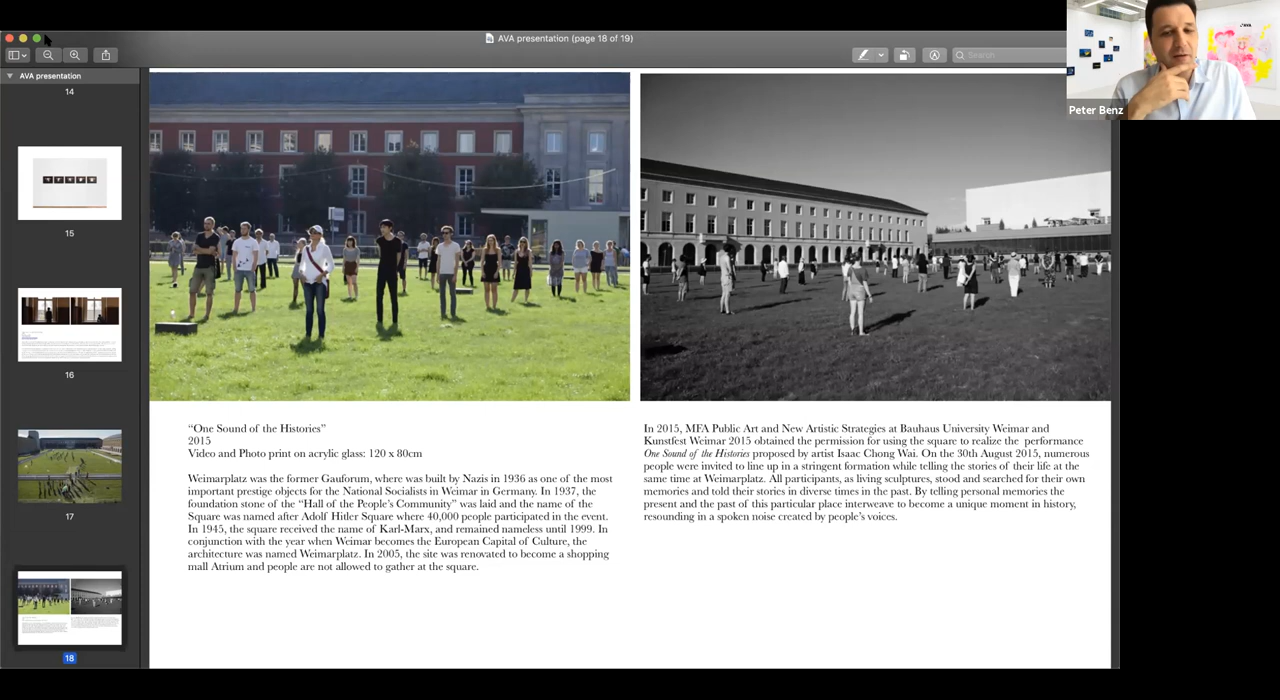 AVA presentation (page 18 of 19)
Search
AVA presentation
14
15
16
17
18
Peter Benz
“One Sound of the Histories”
2015
Video and Photo print on acrylic glass: 120 x 80cm
Weimarplatz was the former Gauforum, where was built by Nazis in 1936 as one of the most
important prestige objects for the National Socialists in Weimar in Germany. In 1937, the
foundation stone of the “Hall of the People’s Community” was laid and the name of the
Square was named after Adolf Hitler Square where 40,000 people participated in the event.
In 1945, the square received the name of Karl-Marx, and remained nameless until 1999. In
conjunction with the year when Weimar becomes the European Capital of Culture, the
architecture was named Weimarplatz. In 2005, the site was renovated to become a shopping
mall Atrium and people are not allowed to gather at the square.
In 2015, MFA Public Art and New Artistic Strategies at Bauhaus University Weimar and
Kunstfest Weimar 2015 obtained the permission for using the square to realize the performance
One Sound of the Histories proposed by artist Isaac Chong Wai. On the 30th August 2015, numerous
people were invited to line up in a stringent formation while telling the stories of their life at the
same time at Weimarplatz. All participants, as living sculptures, stood and searched for their own
memories and told their stories in diverse times in the past. By telling personal memories the
present and the past of this particular place interweave to become a unique moment in history,
resounding in a spoken noise created by people’s voices.